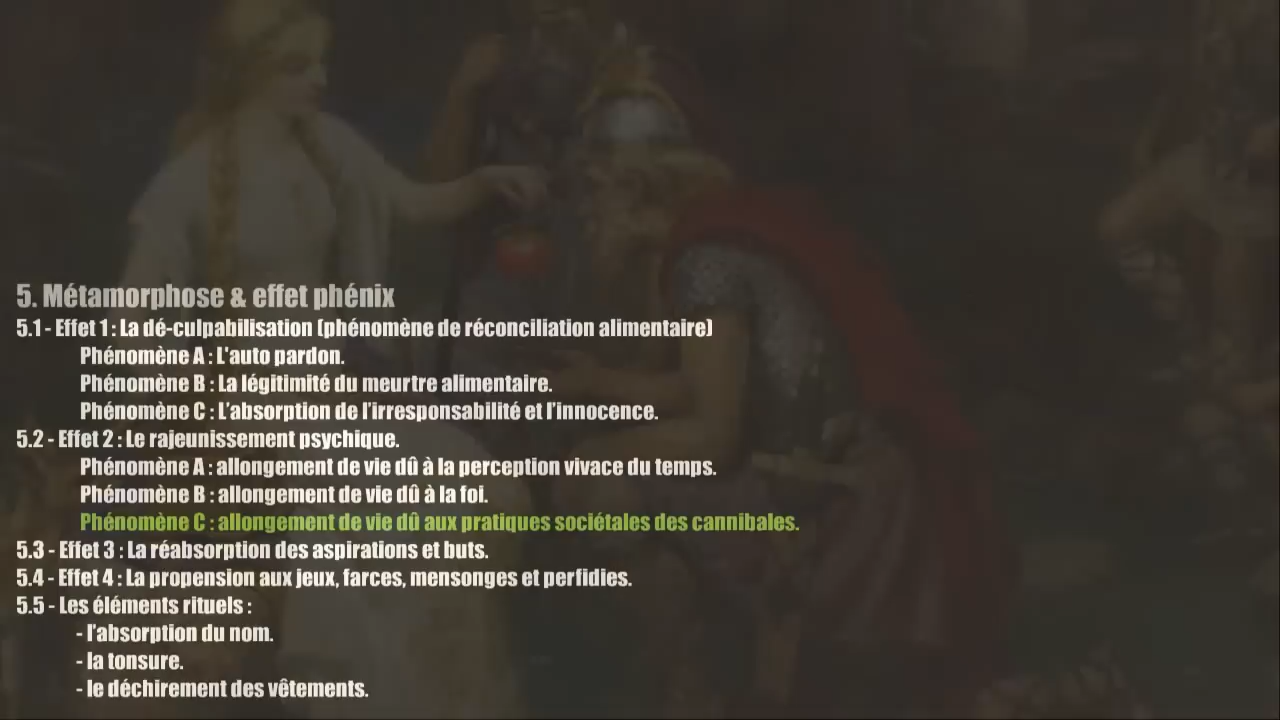 5. Métamorphose & effet phénix
5.1 - Effet 1 : La dé-culpabilisation (phénomène de réconciliation alimentaire)
Phénomène A : L'auto pardon.
Phénomène B : La légitimité du meurtre alimentaire.
Phénomène C : L'absorption de l'irresponsabilité et l'innocence.
5.2 - Effet 2 : Le rajeunissement psychique.
Phénomène A : allongement de vie dû à la perception vivace du temps.
Phénomène B : allongement de vie dû à la foi.
Phénomène C : allongement de vie dû aux pratiques sociétales des cannibales.
5.3 - Effet 3 : La réabsorption des aspirations et buts.
5.4 - Effet 4 : La propension aux jeux, farces, mensonges et perfidies.
5.5 - Les éléments rituels :
- l'absorption du nom.
- la tonsure.
- le déchirement des vêtements.